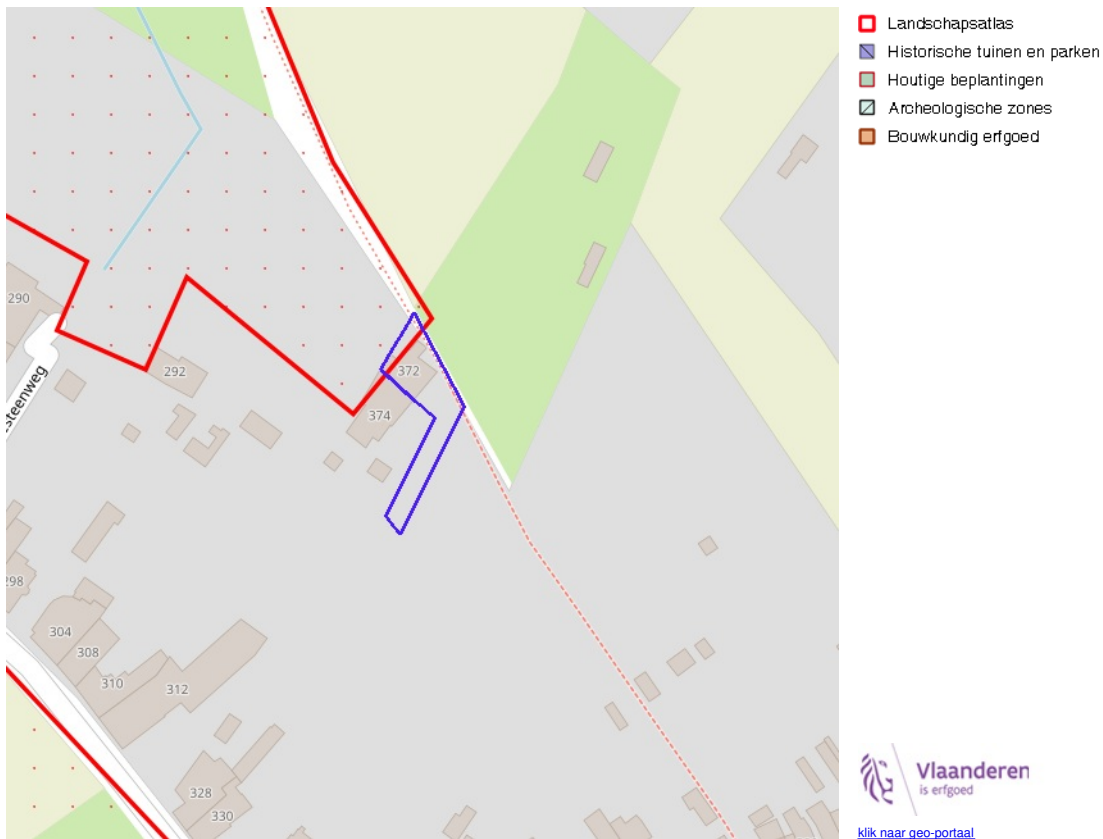 Landschapsatlas
Historische tuinen en parken
Houtige beplantingen
Archeologische zones
Bouwkundig erfgoed
290
292
372
374
steenweg
298
304
308
310
312
328
330
Vlaanderen
is erfgoed
klik naar geo-portaal